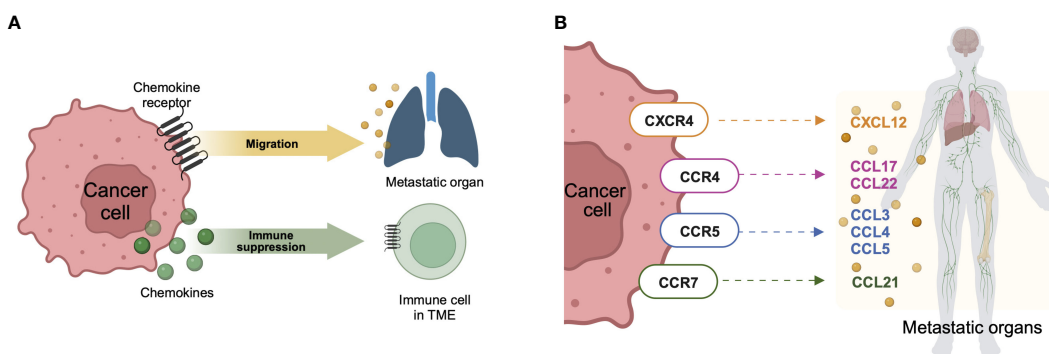 A
Chemokine
receptor
Migration
Metastatic organ
Cancer
cell
Immune
suppression
Chemokines
Immune cell
in TME
B
CXCR4
CXCL12
CCR4
CCL17
CCL22
Cancer
cell
CCR5
CCL3
CCL4
CCL5
CCR7
CCL21
Metastatic organs